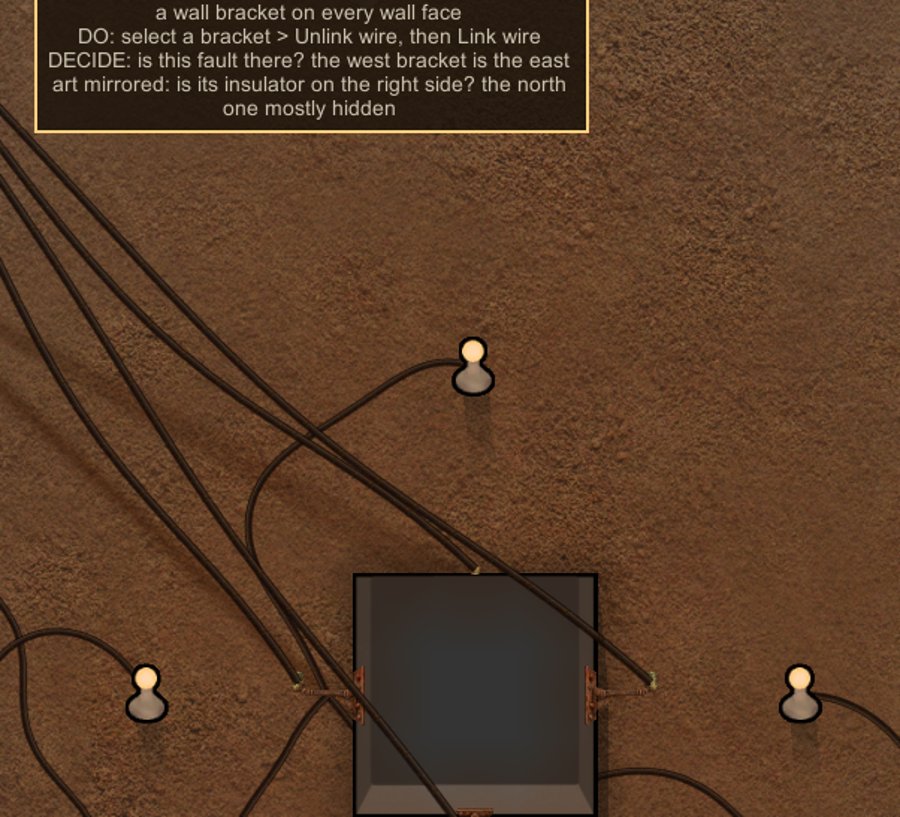 a wall bracket on every wall face
DO: select a bracket > Unlink wire, then Link wire
DECIDE: is this fault there? the west bracket is the east
art mirrored: is its insulator on the right side? the north
one mostly hidden